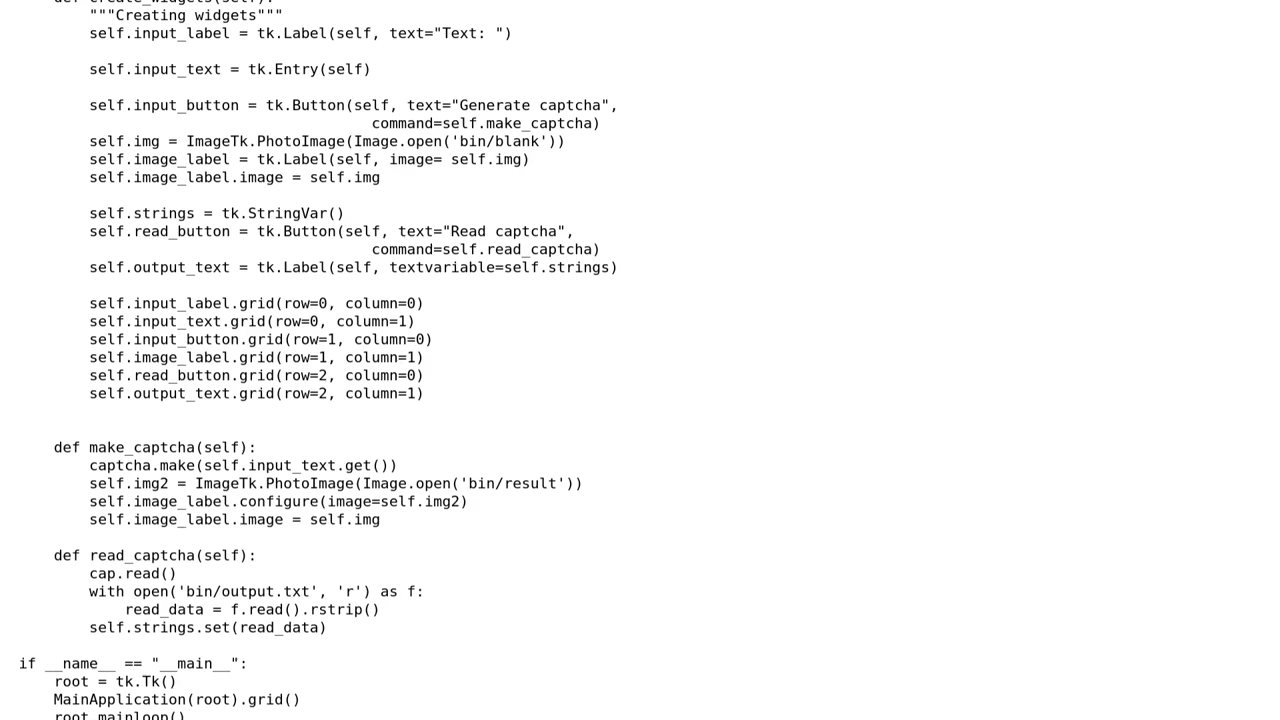 def create_widgets(self):
        """Creating widgets"""
        self.input_label = tk.Label(self, text="Text: ")

        self.input_text = tk.Entry(self)

        self.input_button = tk.Button(self, text="Generate captcha",
                                        command=self.make_captcha)
        self.img = ImageTk.PhotoImage(Image.open('bin/blank'))
        self.image_label = tk.Label(self, image= self.img)
        self.image_label.image = self.img

        self.strings = tk.StringVar()
        self.read_button = tk.Button(self, text="Read captcha",
                                        command=self.read_captcha)
        self.output_text = tk.Label(self, textvariable=self.strings)

        self.input_label.grid(row=0, column=0)
        self.input_text.grid(row=0, column=1)
        self.input_button.grid(row=1, column=0)
        self.image_label.grid(row=1, column=1)
        self.read_button.grid(row=2, column=0)
        self.output_text.grid(row=2, column=1)


    def make_captcha(self):
        captcha.make(self.input_text.get())
        self.img2 = ImageTk.PhotoImage(Image.open('bin/result'))
        self.image_label.configure(image=self.img2)
        self.image_label.image = self.img

    def read_captcha(self):
        cap.read()
        with open('bin/output.txt', 'r') as f:
            read_data = f.read().rstrip()
        self.strings.set(read_data)

if __name__ == "__main__":
    root = tk.Tk()
    MainApplication(root).grid()
    root.mainloop()